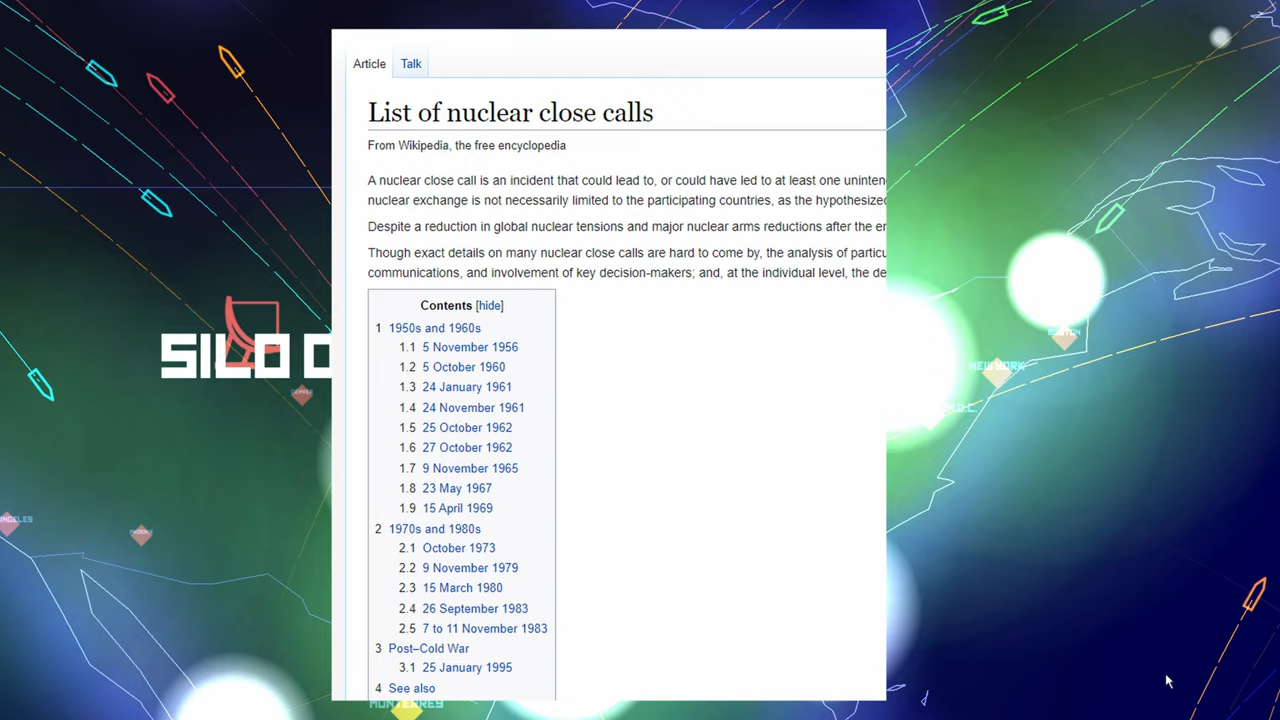 Article
Talk
List of nuclear close calls
From Wikipedia, the free encyclopedia
A nuclear close call is an incident that could lead to, or could have led to at least one
nuclear exchange is not necessarily limited to the participating countries, as the hypothesized
Despite a reduction in global nuclear tensions and major nuclear arms reductions after the
Though exact details on many nuclear close calls are hard to come by, the analysis of
communications, and involvement of key decision-makers; and, at the individual level, the
Contents [hide]
1 1950s and 1960s
1.1 5 November 1956
1.2 5 October 1960
1.3 24 January 1961
1.4 24 November 1961
1.5 25 October 1962
1.6 27 October 1962
1.7 9 November 1965
1.8 23 May 1967
1.9 15 April 1969
2 1970s and 1980s
2.1 October 1973
2.2 9 November 1979
2.3 15 March 1980
2.4 26 September 1983
2.5 7 to 11 November 1983
3 Post–Cold War
3.1 25 January 1995
4 See also
SILO
BOSTON
NEW YORK
D.C.
PHOENIX
MONTERREY